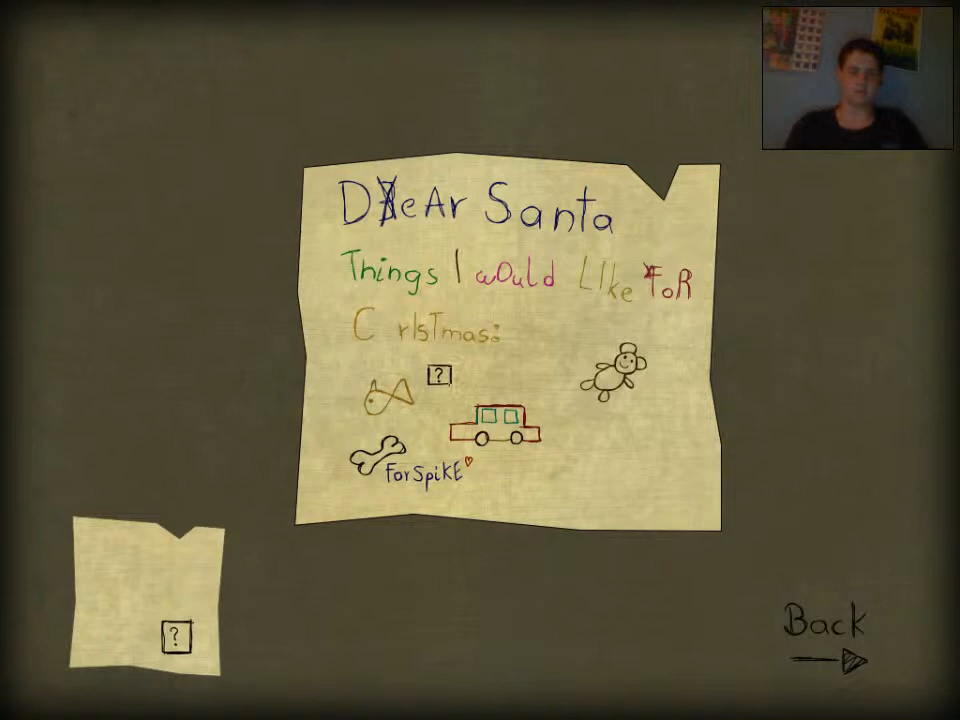 DeAr Santa
Things I wOuld LIke FoR
CrIsTmas:
?
ForSpiKE
?
Back